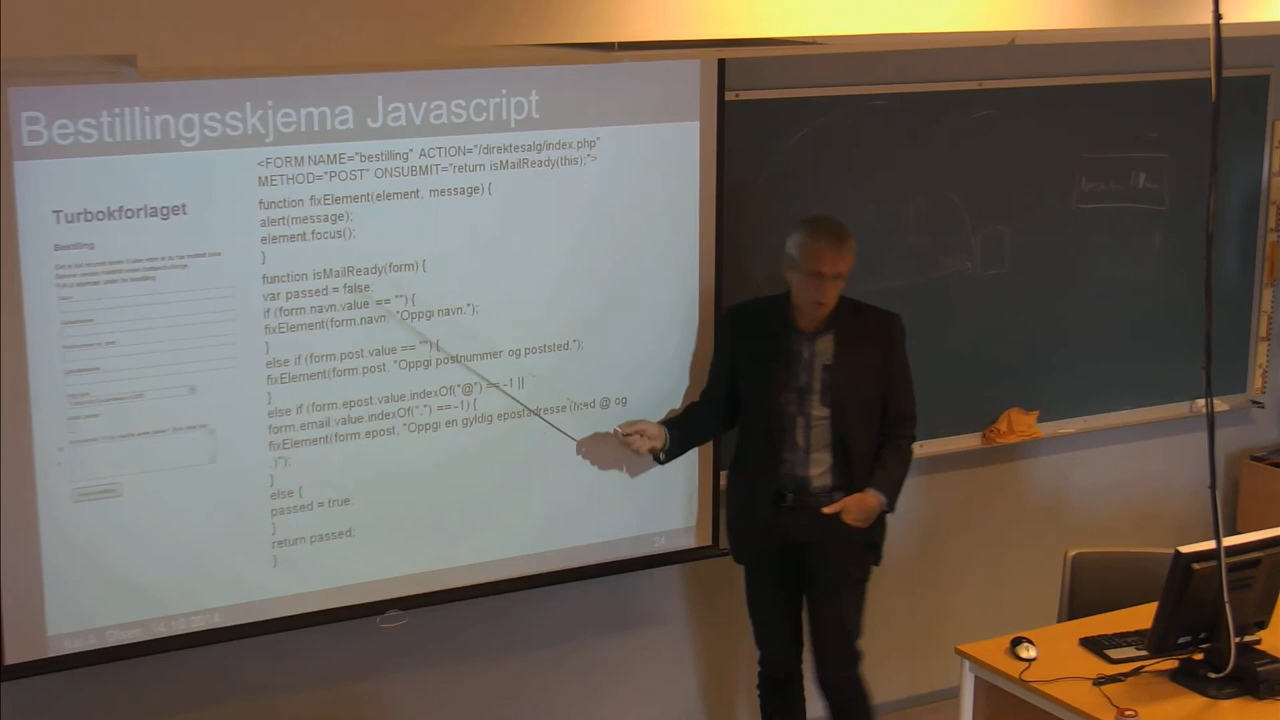 Bestillingsskjema Javascript
<FORM NAME="bestilling" ACTION="/direktesalg/index.php"
METHOD="POST" ONSUBMIT="return isMailReady(this);">
function fixElement(element, message) {
alert(message);
element.focus();
}
function isMailReady(form) {
var passed = false;
if (form.navn.value == "") {
fixElement(form.navn, "Oppgi navn.");
}
else if (form.post.value == "") {
fixElement(form.post, "Oppgi postnummer og poststed.");
}
else if (form.epost.value.indexOf("@") == -1 ||
form.email.value.indexOf(".") == -1) {
fixElement(form.epost, "Oppgi en gyldig epostadresse (med @ og
.)");
}
else {
passed = true;
}
return passed;
}
Turbokforlaget
Bestilling
24
Olsen, 14.10.2014